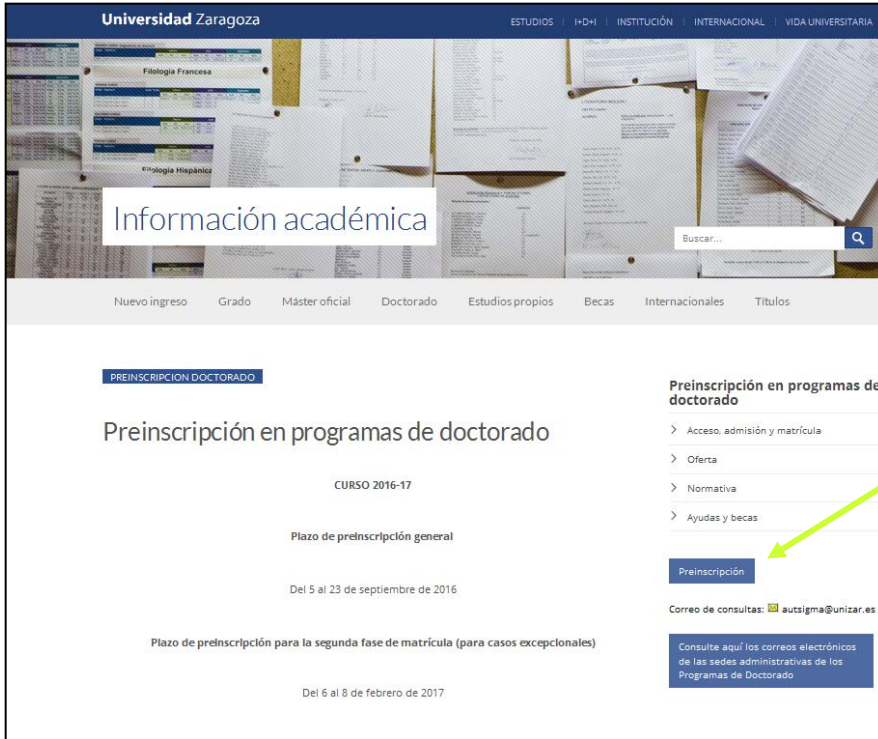 Universidad Zaragoza
ESTUDIOS | I+D+I | INSTITUCIÓN | INTERNACIONAL | VIDA UNIVERSITARIA
Filología Francesa
Filología Hispánica
LITERATURA INGLESA I
Información académica
Buscar...
Nuevo ingreso Grado Máster oficial Doctorado Estudios propios Becas Internacionales Títulos
PREINSCRIPCION DOCTORADO
Preinscripción en programas de doctorado
CURSO 2016-17
Plazo de preinscripción general
Del 5 al 23 de septiembre de 2016
Plazo de preinscripción para la segunda fase de matrícula (para casos excepcionales)
Del 6 al 8 de febrero de 2017
Preinscripción en programas de
doctorado
Acceso, admisión y matrícula
Oferta
Normativa
Ayudas y becas
Preinscripción
Correo de consultas: autsigma@unizar.es
Consulte aquí los correos electrónicos
de las sedes administrativas de los
Programas de Doctorado